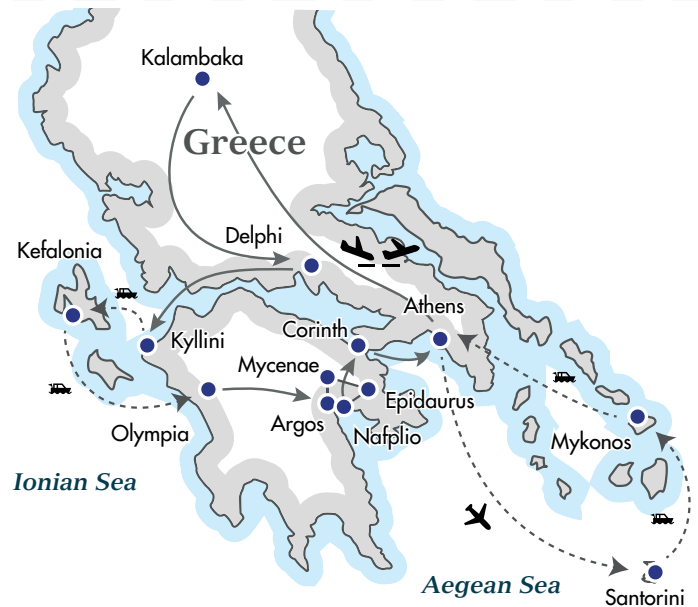 Kalambaka
Greece
Delphi
Kefalonia
Athens
Corinth
Kyllini
Mycenae
Epidaurus
Argos
Olympia
Nafplio
Mykonos
Ionian Sea
Aegean Sea
Santorini